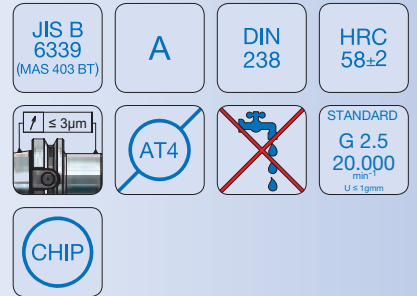 JIS B
6339
(MAS 403 BT)
A
DIN
238
HRC
58±2
↗ ≤ 3µm
AT4
STANDARD
G 2.5
20.000
min⁻¹
U ≤ 1gmm
CHIP